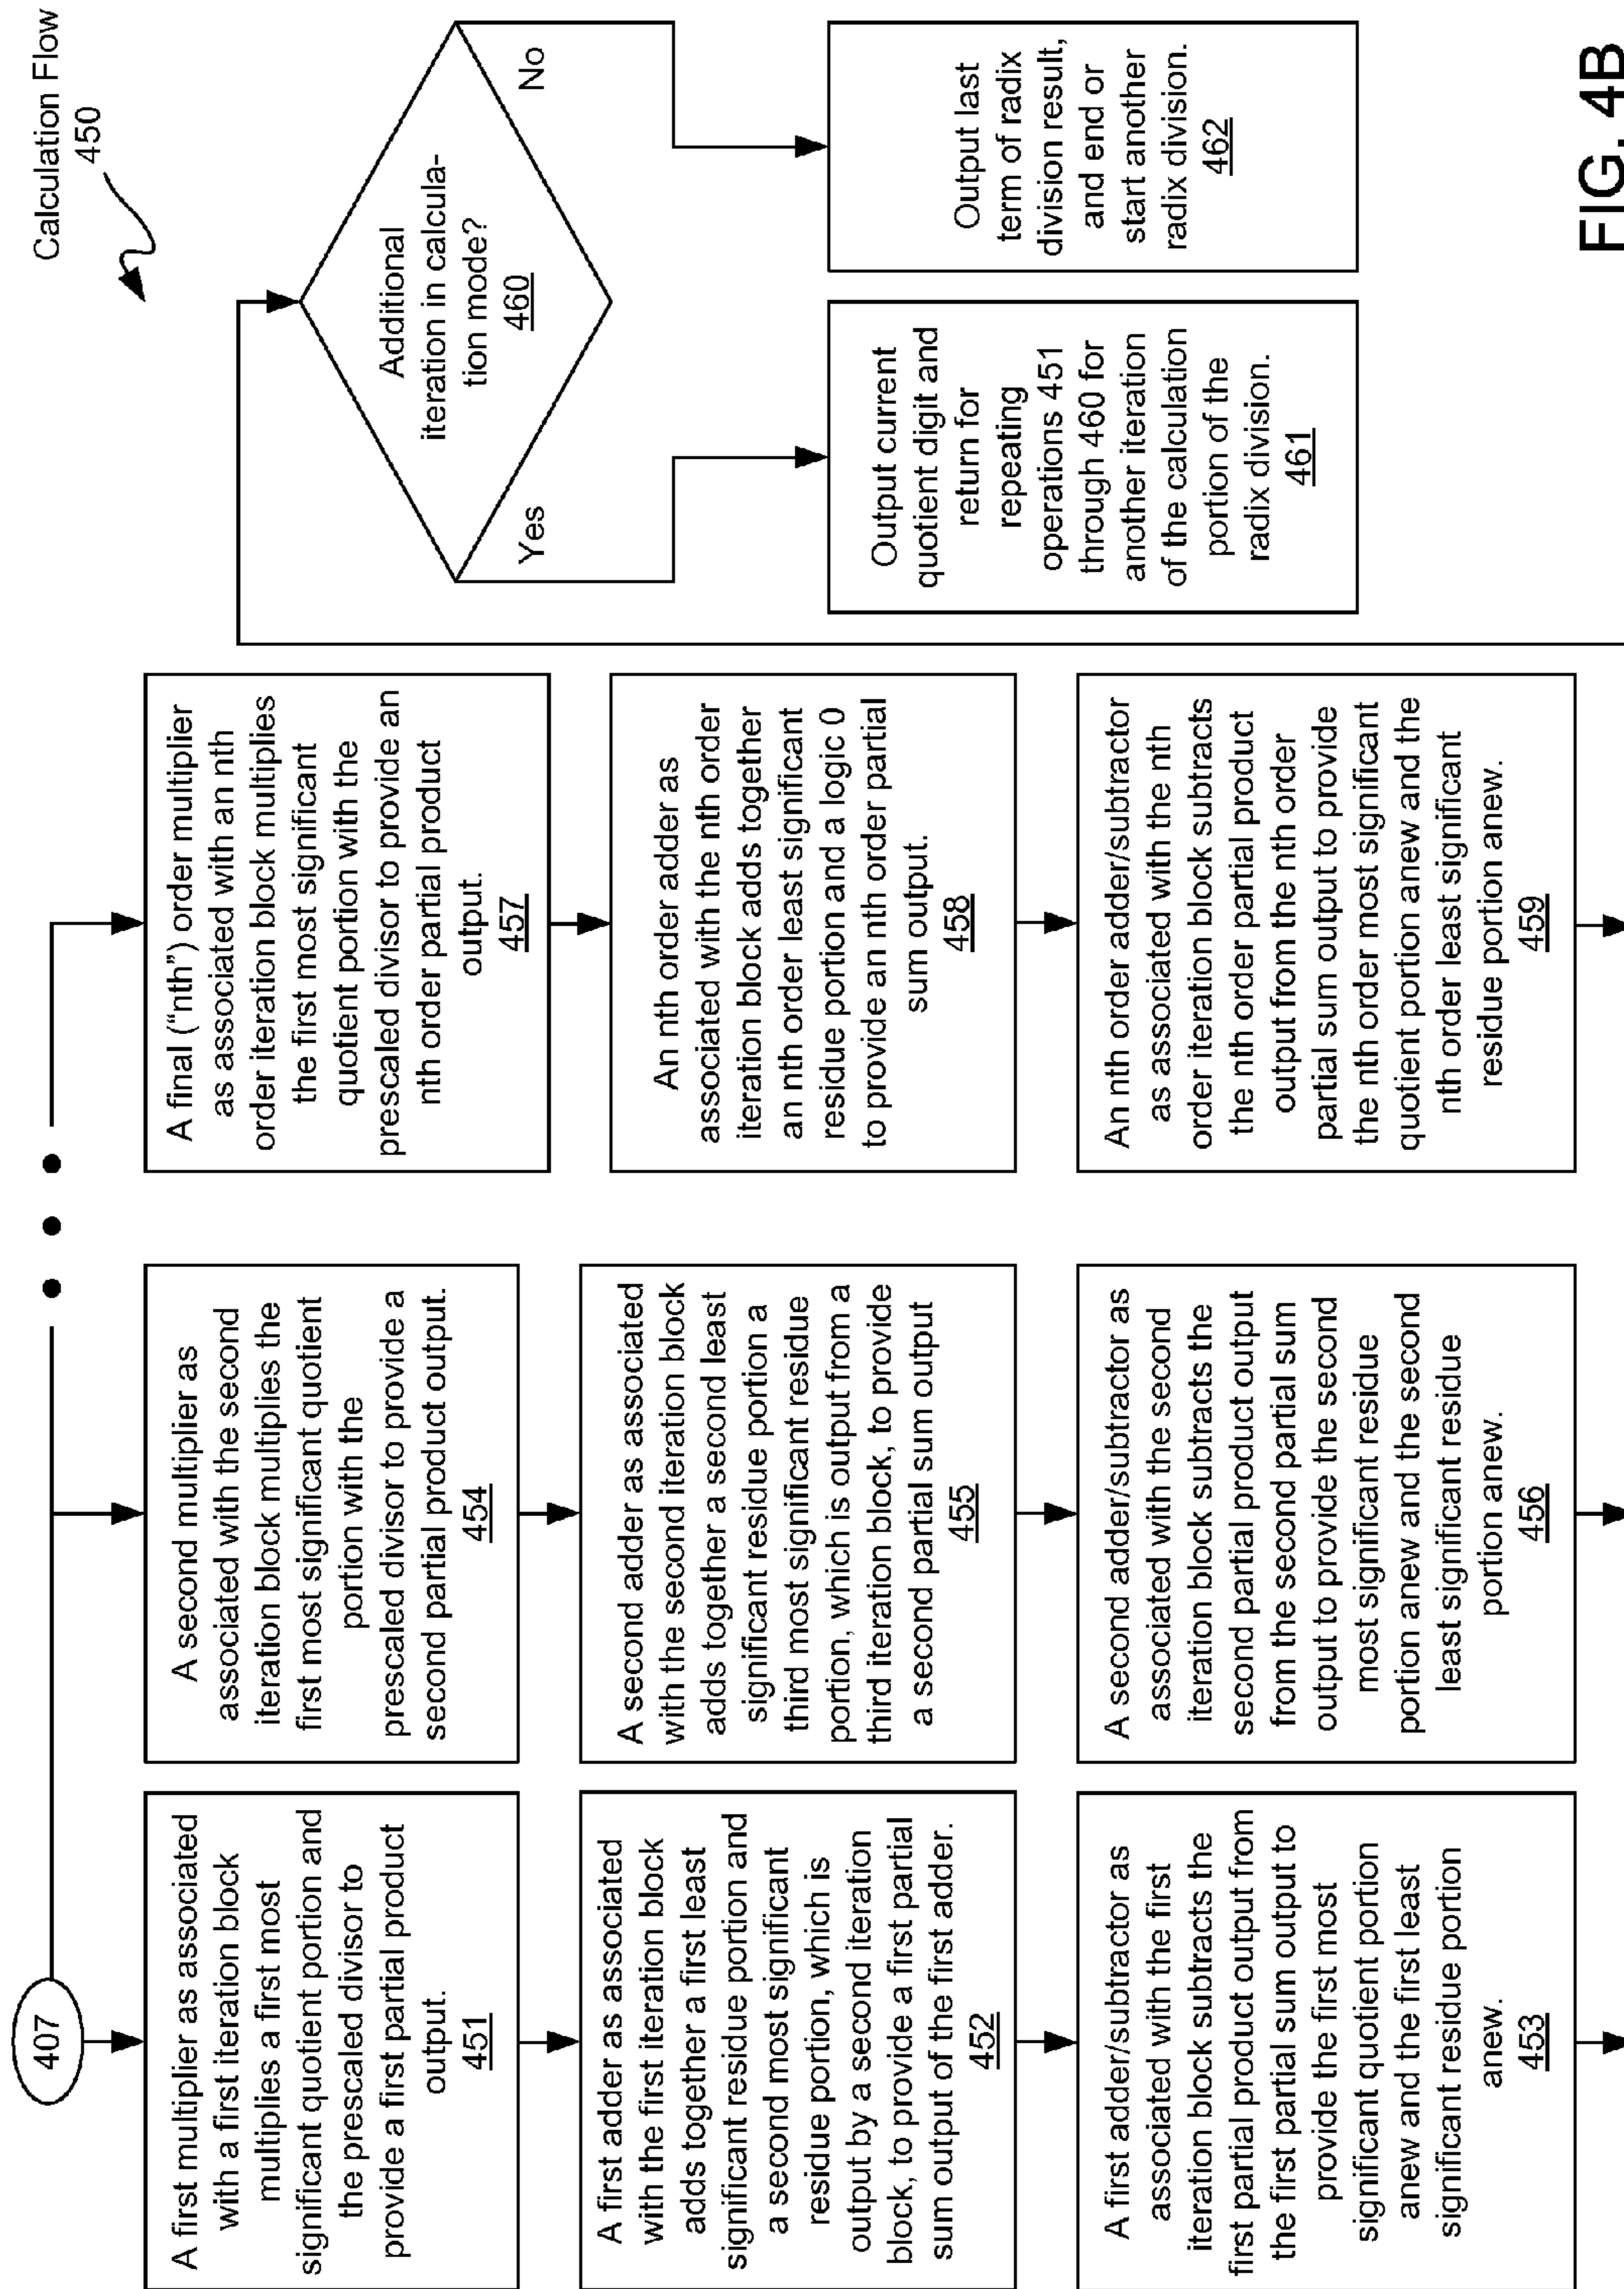 Calculation Flow
450
407
A first multiplier as associated
with a first iteration block
multiplies a first most
significant quotient portion and
the prescaled divisor to
provide a first partial product
output.
451
A first adder as associated
with the first iteration block
adds together a first least
significant residue portion and
a second most significant
residue portion, which is
output by a second iteration
block, to provide a first partial
sum output of the first adder.
452
A first adder/subtractor as
associated with the first
iteration block subtracts the
first partial product output from
the first partial sum output to
provide the first most
significant quotient portion
anew and the first least
significant residue portion
anew.
453
A second multiplier as
associated with the second
iteration block multiplies the
first most significant quotient
portion with the
prescaled divisor to provide a
second partial product output.
454
A second adder as associated
with the second iteration block
adds together a second least
significant residue portion a
third most significant residue
portion, which is output from a
third iteration block, to provide
a second partial sum output
455
A second adder/subtractor as
associated with the second
iteration block subtracts the
second partial product output
from the second partial sum
output to provide the second
most significant residue
portion anew and the second
least significant residue
portion anew.
456
A final (“nth”) order multiplier
as associated with an nth
order iteration block multiplies
the first most significant
quotient portion with the
prescaled divisor to provide an
nth order partial product
output.
457
An nth order adder as
associated with the nth order
iteration block adds together
an nth order least significant
residue portion and a logic 0
to provide an nth order partial
sum output.
458
An nth order adder/subtractor
as associated with the nth
order iteration block subtracts
the nth order partial product
output from the nth order
partial sum output to provide
the nth order most significant
quotient portion anew and the
nth order least significant
residue portion anew.
459
Additional
iteration in calcula-
tion mode?
460
Yes
No
Output current
quotient digit and
return for
repeating
operations 451
through 460 for
another iteration
of the calculation
portion of the
radix division.
461
Output last
term of radix
division result,
and end or
start another
radix division.
462
FIG. 4B